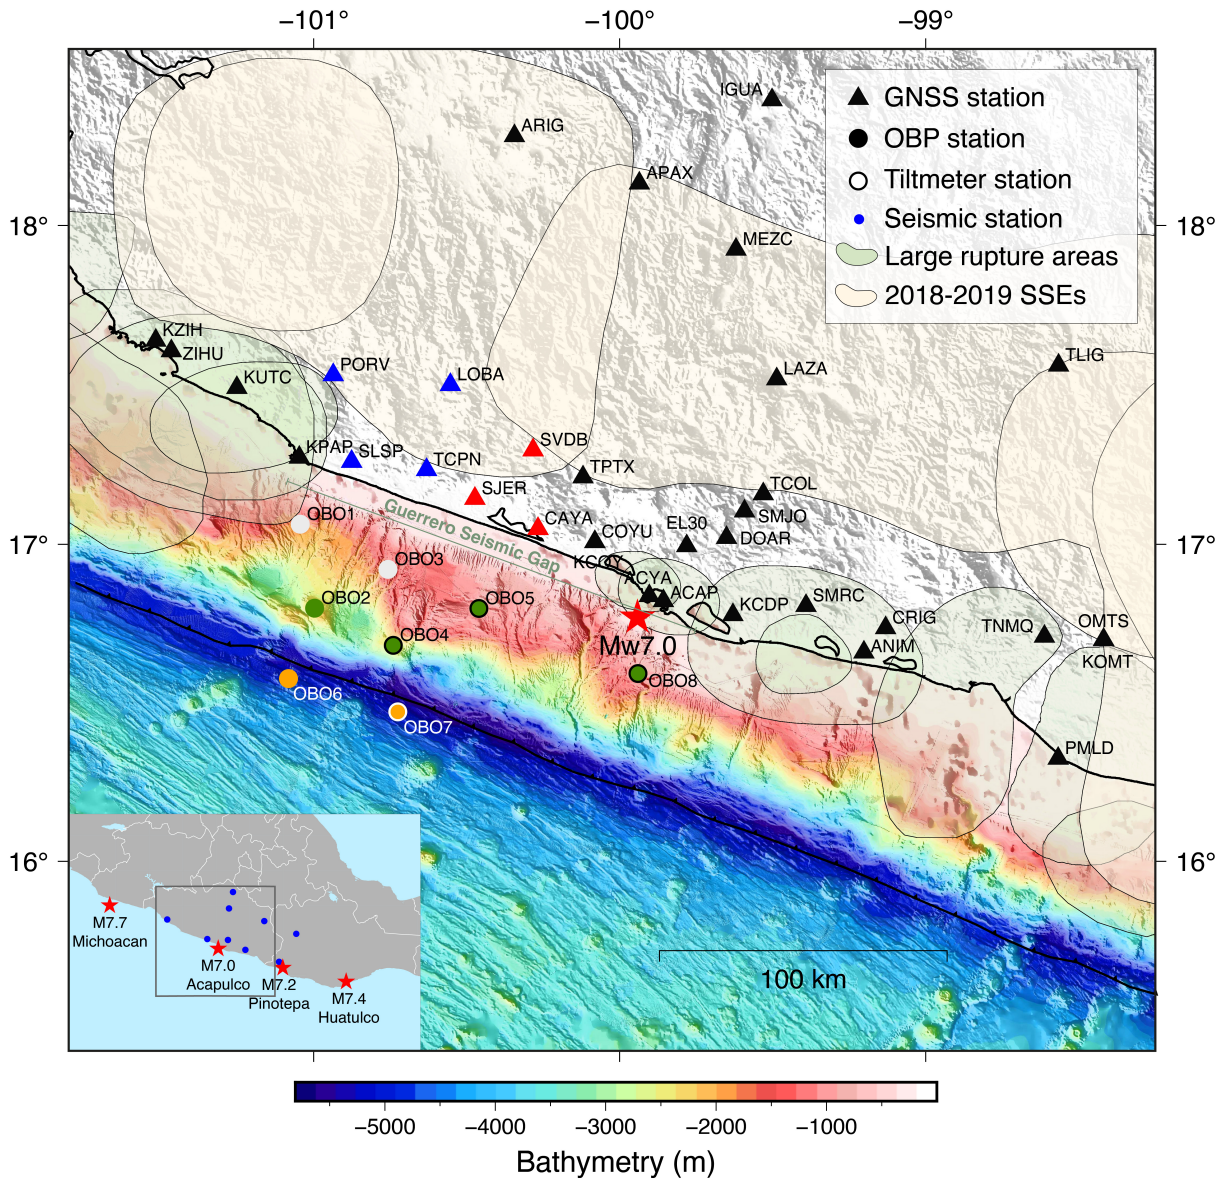 −101°
−100°
−99°
IGUA
GNSS station
ARIG
OBP station
APAX
Tiltmeter station
Seismic station
18°
18°
MEZC
Large rupture areas
2018-2019 SSEs
KZIH
ZIHU
PORV
TLIG
KUTC
LOBA
LAZA
SVDB
KPAP
SLSP
TCPN
TPTX
SJER
TCOL
OBO1
Guerrero Seismic Gap
CAYA
COYU
EL30
SMJO
DOAR
17°
17°
OBO3
ACYA
ACAP
OBO2
OBO5
KCDP
SMRC
CRIG
TNMQ
OMTS
OBO4
Mw7.0
ANIM
KOMT
OBO8
OBO6
OBO7
PMLD
16°
16°
M7.7
Michoacan
M7.0
Acapulco
M7.2
Pinotepa
M7.4
Huatulco
100 km
−5000
−4000
−3000
−2000
−1000
Bathymetry (m)